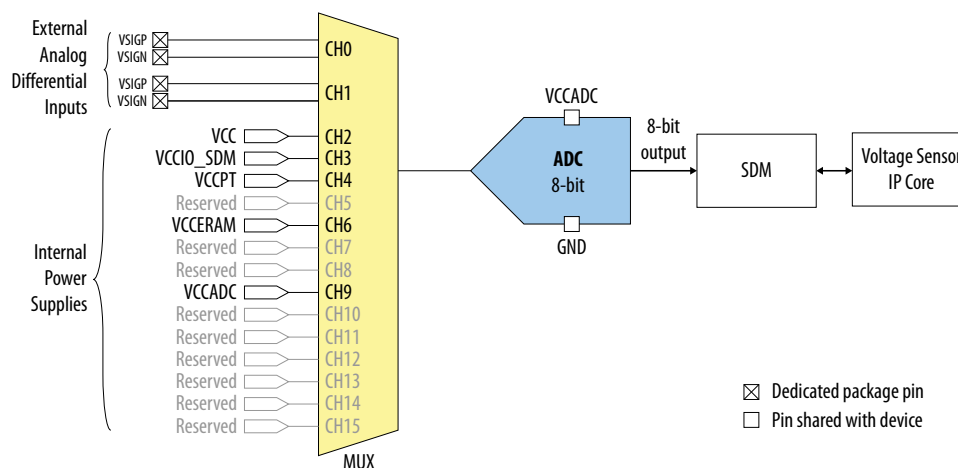 External
Analog
Differential
Inputs
VSIGP
VSIGN
VSIGP
VSIGN
CH0
CH1
VCC CH2
VCCIO_SDM CH3
VCCPT CH4
Reserved CH5
VCCERAM CH6
Reserved CH7
Reserved CH8
VCCADC CH9
Reserved CH10
Reserved CH11
Reserved CH12
Reserved CH13
Reserved CH14
Reserved CH15
Internal
Power
Supplies
MUX
VCCADC
ADC
8-bit
GND
8-bit
output
SDM
Voltage Sensor
IP Core
Dedicated package pin
Pin shared with device